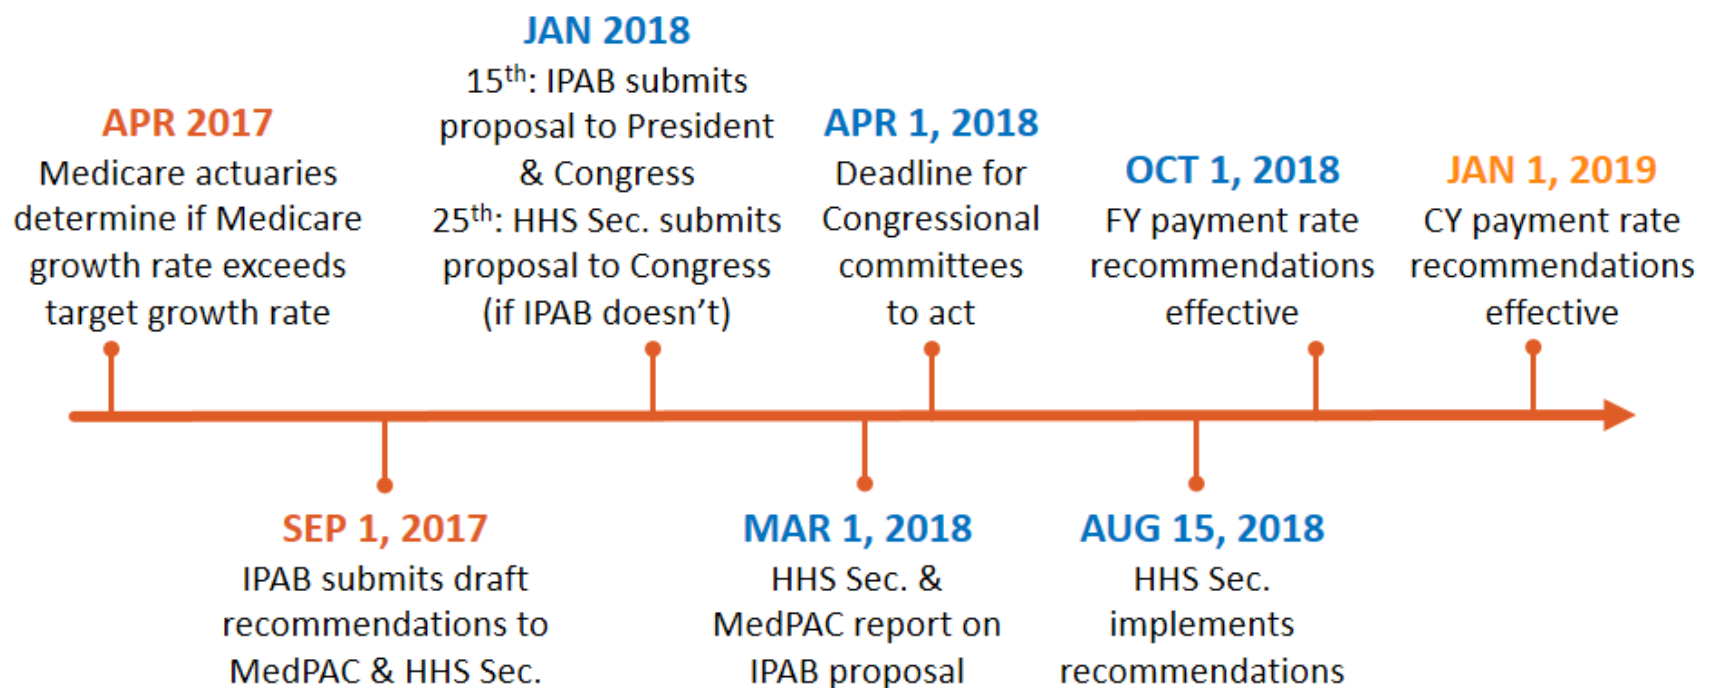 APR 2017
Medicare actuaries
determine if Medicare
growth rate exceeds
target growth rate
SEP 1, 2017
IPAB submits draft
recommendations to
MedPAC & HHS Sec.
JAN 2018
15th: IPAB submits
proposal to President
& Congress
25th: HHS Sec. submits
proposal to Congress
(if IPAB doesn’t)
MAR 1, 2018
HHS Sec. &
MedPAC report on
IPAB proposal
APR 1, 2018
Deadline for
Congressional
committees
to act
AUG 15, 2018
HHS Sec.
implements
recommendations
OCT 1, 2018
FY payment rate
recommendations
effective
JAN 1, 2019
CY payment rate
recommendations
effective